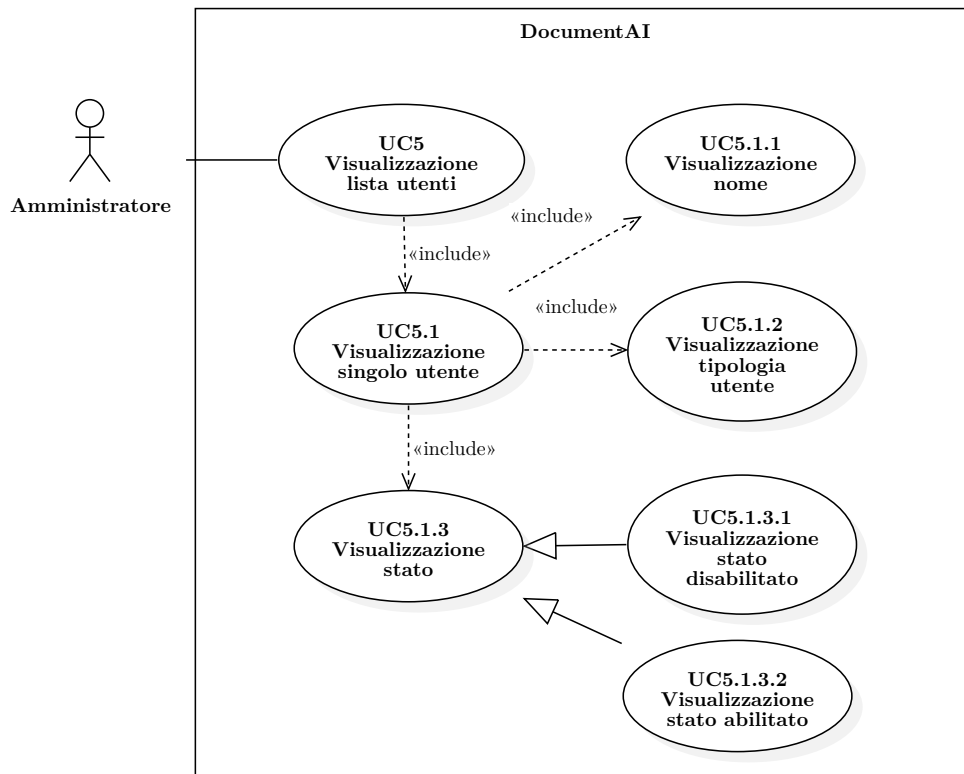 DocumentAI
Amministratore
UC5
Visualizzazione
lista utenti
UC5.1.1
Visualizzazione
nome
«include»
«include»
«include»
UC5.1
Visualizzazione
singolo utente
UC5.1.2
Visualizzazione
tipologia
utente
«include»
UC5.1.3
Visualizzazione
stato
UC5.1.3.1
Visualizzazione
stato
disabilitato
UC5.1.3.2
Visualizzazione
stato abilitato